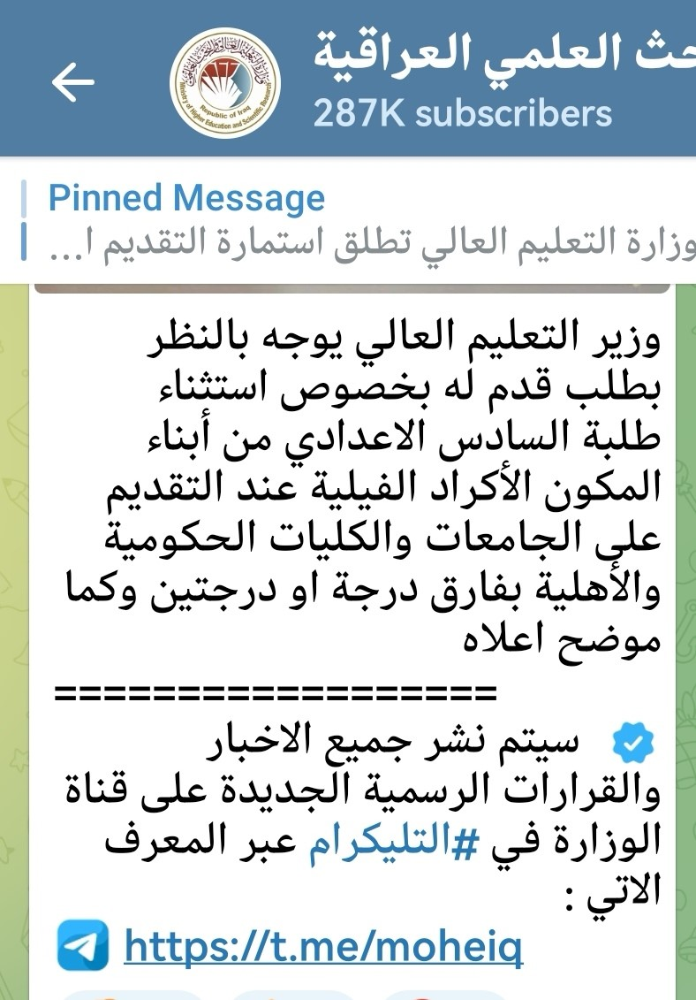 حث العلمي العراقية
287K subscribers
Ministry of Higher Education and Scientific Research
Republic of Iraq
Pinned Message
وزارة التعليم العالي تطلق استمارة التقديم ا...
وزير التعليم العالي يوجه بالنظر
بطلب قدم له بخصوص استثناء
طلبة السادس الاعدادي من أبناء
المكون الأكراد الفيلية عند التقديم
على الجامعات والكليات الحكومية
والأهلية بفارق درجة او درجتين وكما
موضح اعلاه
==================
سيتم نشر جميع الاخبار
والقرارات الرسمية الجديدة على قناة
الوزارة في #التليكرام عبر المعرف
الاتي :
https://t.me/moheiq